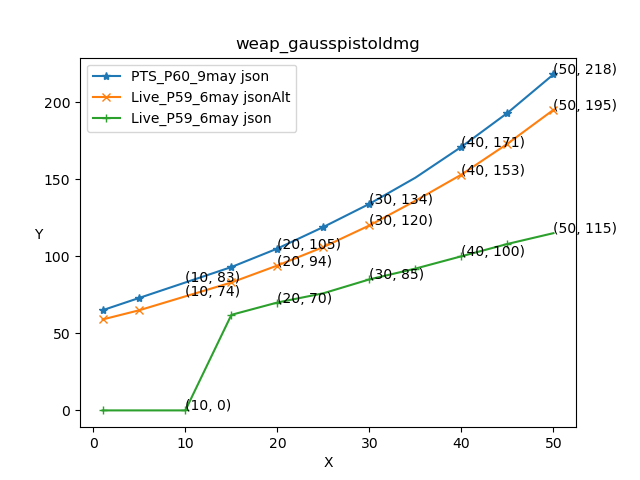 weap_gausspistoldmg
PTS_P60_9may json
Live_P59_6may jsonAlt
Live_P59_6may json
(50, 218)
(50, 195)
(40, 171)
(40, 153)
(30, 134)
(30, 120)
(50, 115)
(20, 105)
(20, 94)
(40, 100)
(10, 83)
(10, 74)
(30, 85)
(20, 70)
(10, 0)
200
150
100
50
0
Y
0 10 20 30 40 50
X